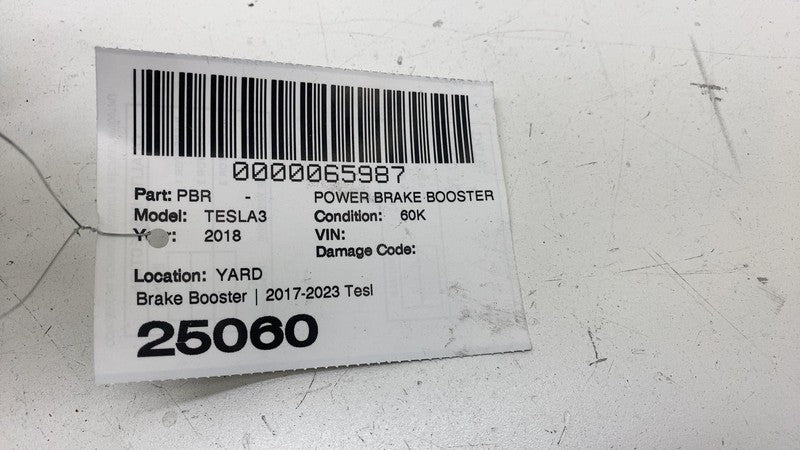 0000065987
Part: PBR - POWER BRAKE BOOSTER
Model: TESLA3 Condition: 60K
Year: 2018 VIN:
Damage Code:
Location: YARD
Brake Booster | 2017-2023 Tesl
25060